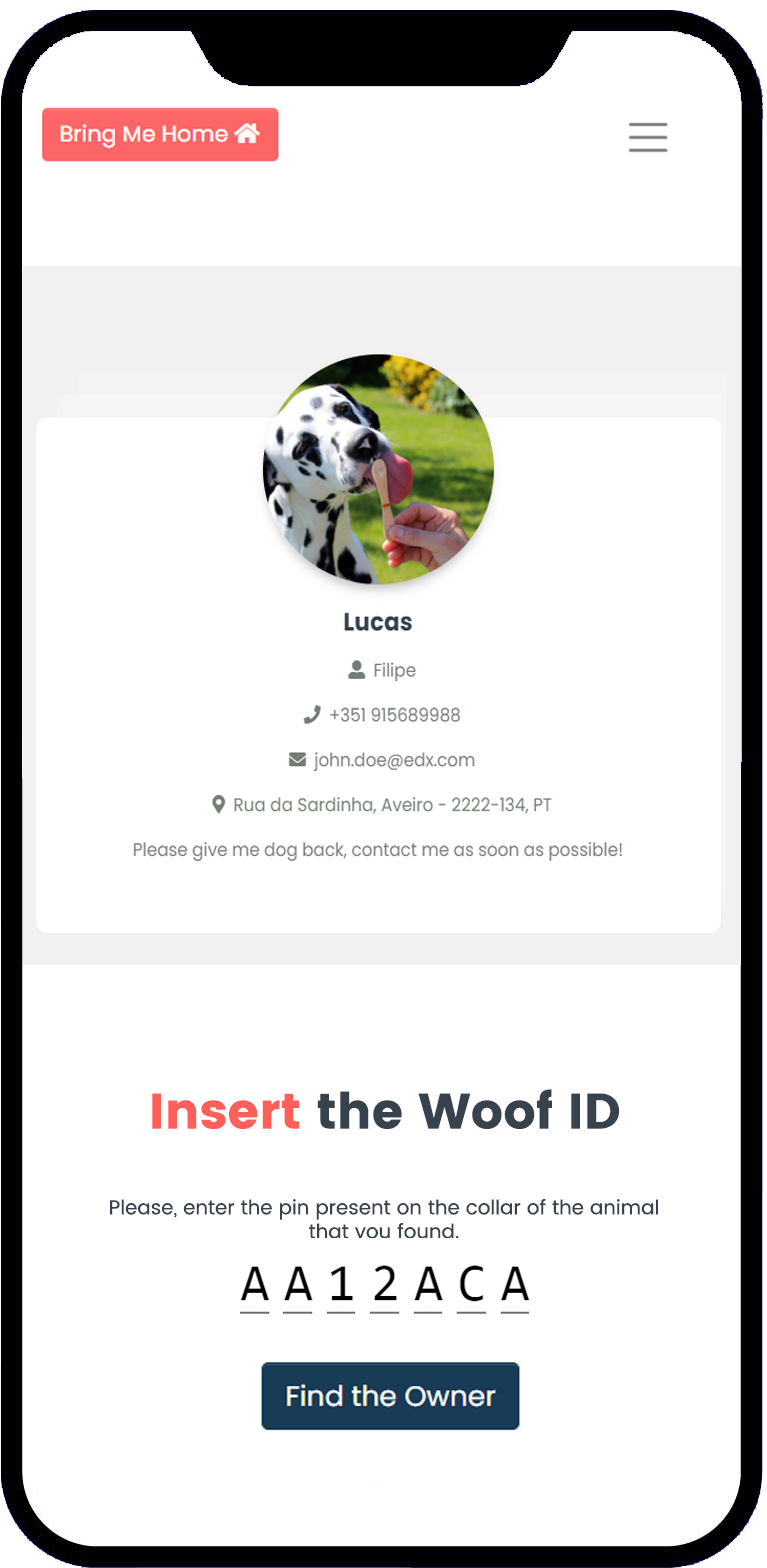 Bring Me Home
Lucas
Filipe
+351 915689988
john.doe@edx.com
Rua da Sardinha, Aveiro - 2222-134, PT
Please give me dog back, contact me as soon as possible!
Insert the Woof ID
Please, enter the pin present on the collar of the animal
that you found.
A A 1 2 A C A
Find the Owner